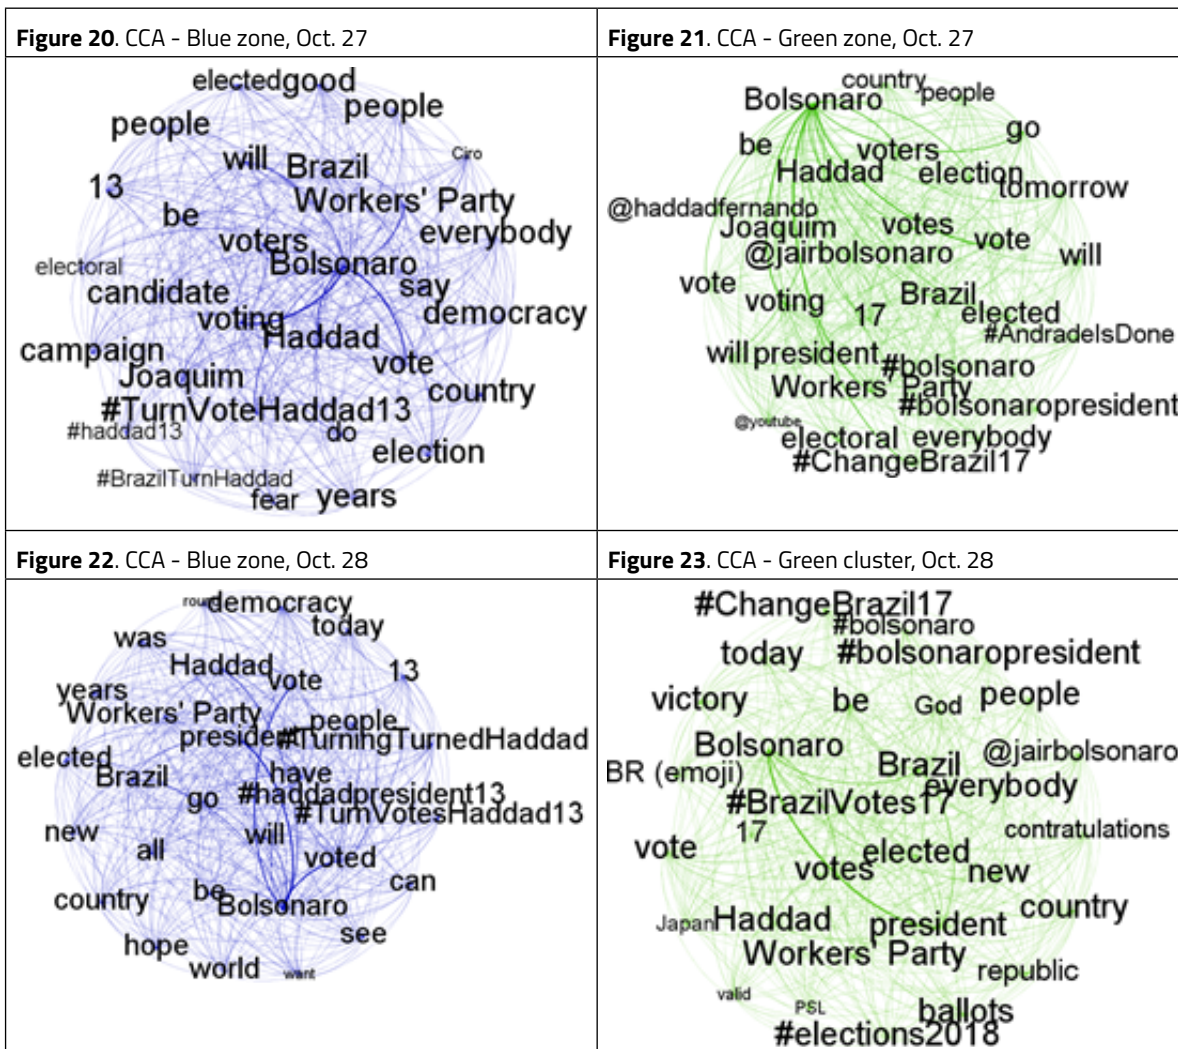 Figure 20. CCA - Blue zone, Oct. 27
electedgood
people
people
will
Brazil
Ciro
13
Workers' Party
be
everybody
voters
Bolsonaro
electoral
say
candidate
democracy
voting
Haddad
campaign
vote
Joaquim
country
#TurnVoteHaddad13
#haddad13
do
election
#BrazilTurnHaddad
fear
years
Figure 21. CCA - Green zone, Oct. 27
country
people
Bolsonaro
go
be
voters
Haddad
election
tomorrow
@haddadfernando
Joaquim
votes
vote
@jairbolsonaro
will
vote
voting
Brazil
17
elected
#AndradeIsDone
will
president
#bolsonaro
Workers' Party
#bolsonaropresident
@youtube
electoral
everybody
#ChangeBrazil17
Figure 22. CCA - Blue zone, Oct. 28
democracy
today
was
Haddad
vote
13
years
Workers' Party
people
president
#TurningTurnedHaddad
elected
Brazil
have
go
#haddadpresident13
#TurnVotesHaddad13
new
will
all
voted
can
country
be
Bolsonaro
see
hope
world
want
Figure 23. CCA - Green cluster, Oct. 28
#ChangeBrazil17
#bolsonaro
today
#bolsonaropresident
victory
be
God
people
Bolsonaro
@jairbolsonaro
BR (emoji)
Brazil
everybody
#BrazilVotes17
17
contratulations
vote
elected
votes
new
country
Japan
Haddad
president
Workers' Party
republic
valid
PSL
ballots
#elections2018